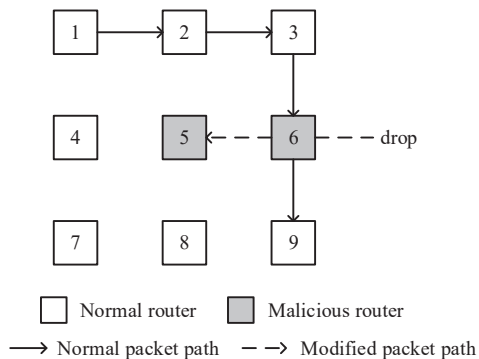 1 2 3
4 5 6 drop
7 8 9
Normal router Malicious router
Normal packet path Modified packet path